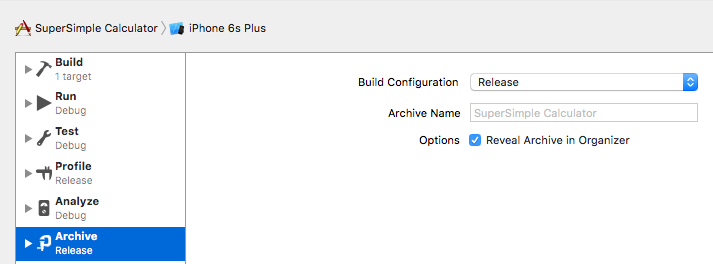 SuperSimple Calculator iPhone 6s Plus
Build
1 target
Run
Debug
Test
Debug
Profile
Release
Analyze
Debug
Archive
Release
Build Configuration Release
Archive Name SuperSimple Calculator
Options Reveal Archive in Organizer